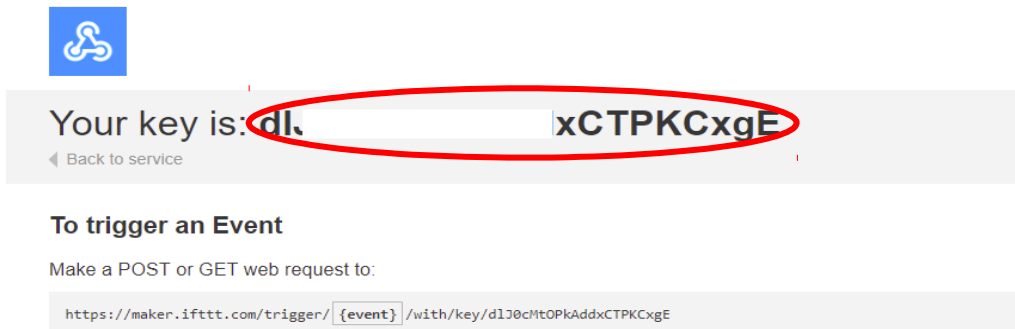 Your key is: dl xCTPKCxgE
Back to service
To trigger an Event
Make a POST or GET web request to:
https://maker.ifttt.com/trigger/ {event} /with/key/dlJ0cMtOPkAddxCTPKCxgE